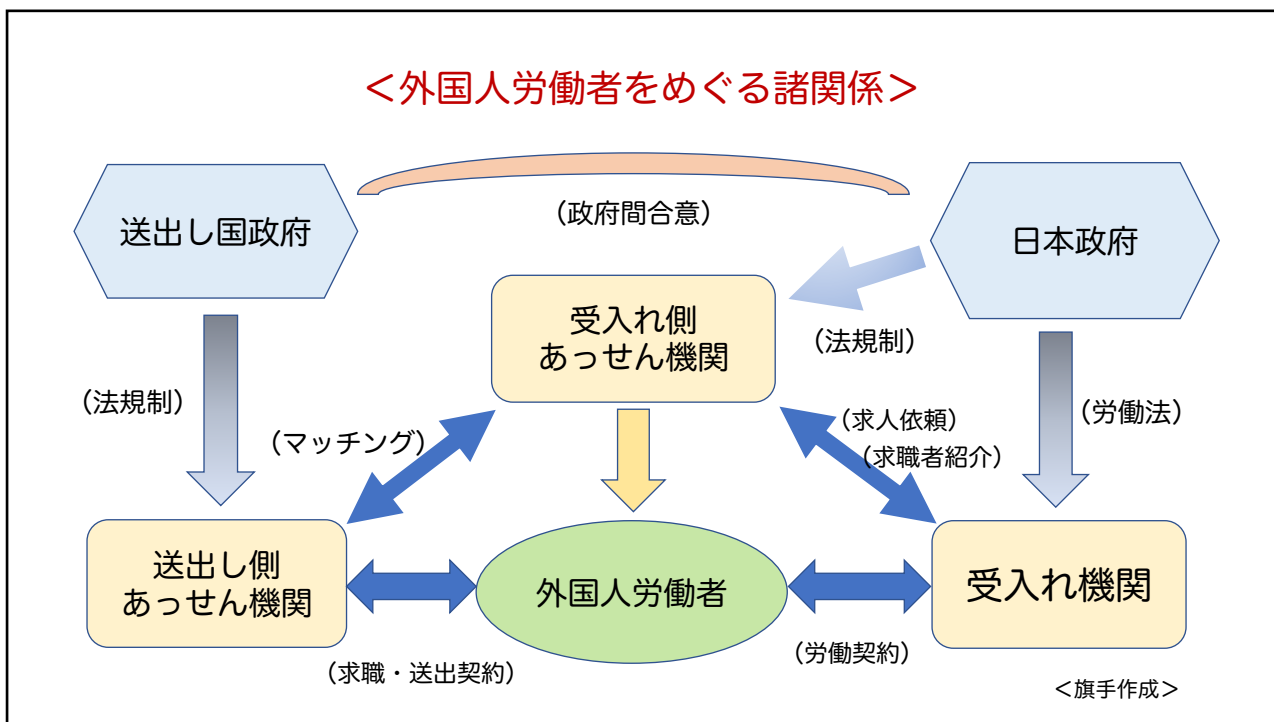 ＜外国人労働者をめぐる諸関係＞
送出し国政府
（政府間合意）
日本政府
受入れ側
あっせん機関
（法規制）
（法規制）
（労働法）
（マッチング）
（求人依頼）
（求職者紹介）
送出し側
あっせん機関
外国人労働者
受入れ機関
（求職・送出契約）
（労働契約）
＜旗手作成＞